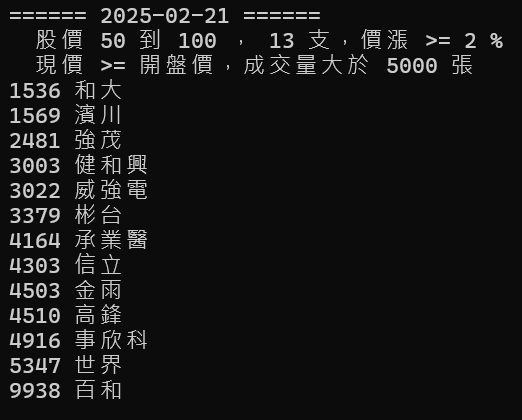 ====== 2025-02-21 ======
股價 50 到 100 ， 13 支，價漲 >= 2 %
現價 >= 開盤價，成交量大於 5000 張
1536 和大
1569 濱川
2481 強茂
3003 健和興
3022 威強電
3379 彬台
4164 承業醫
4303 信立
4503 金雨
4510 高鋒
4916 事欣科
5347 世界
9938 百和